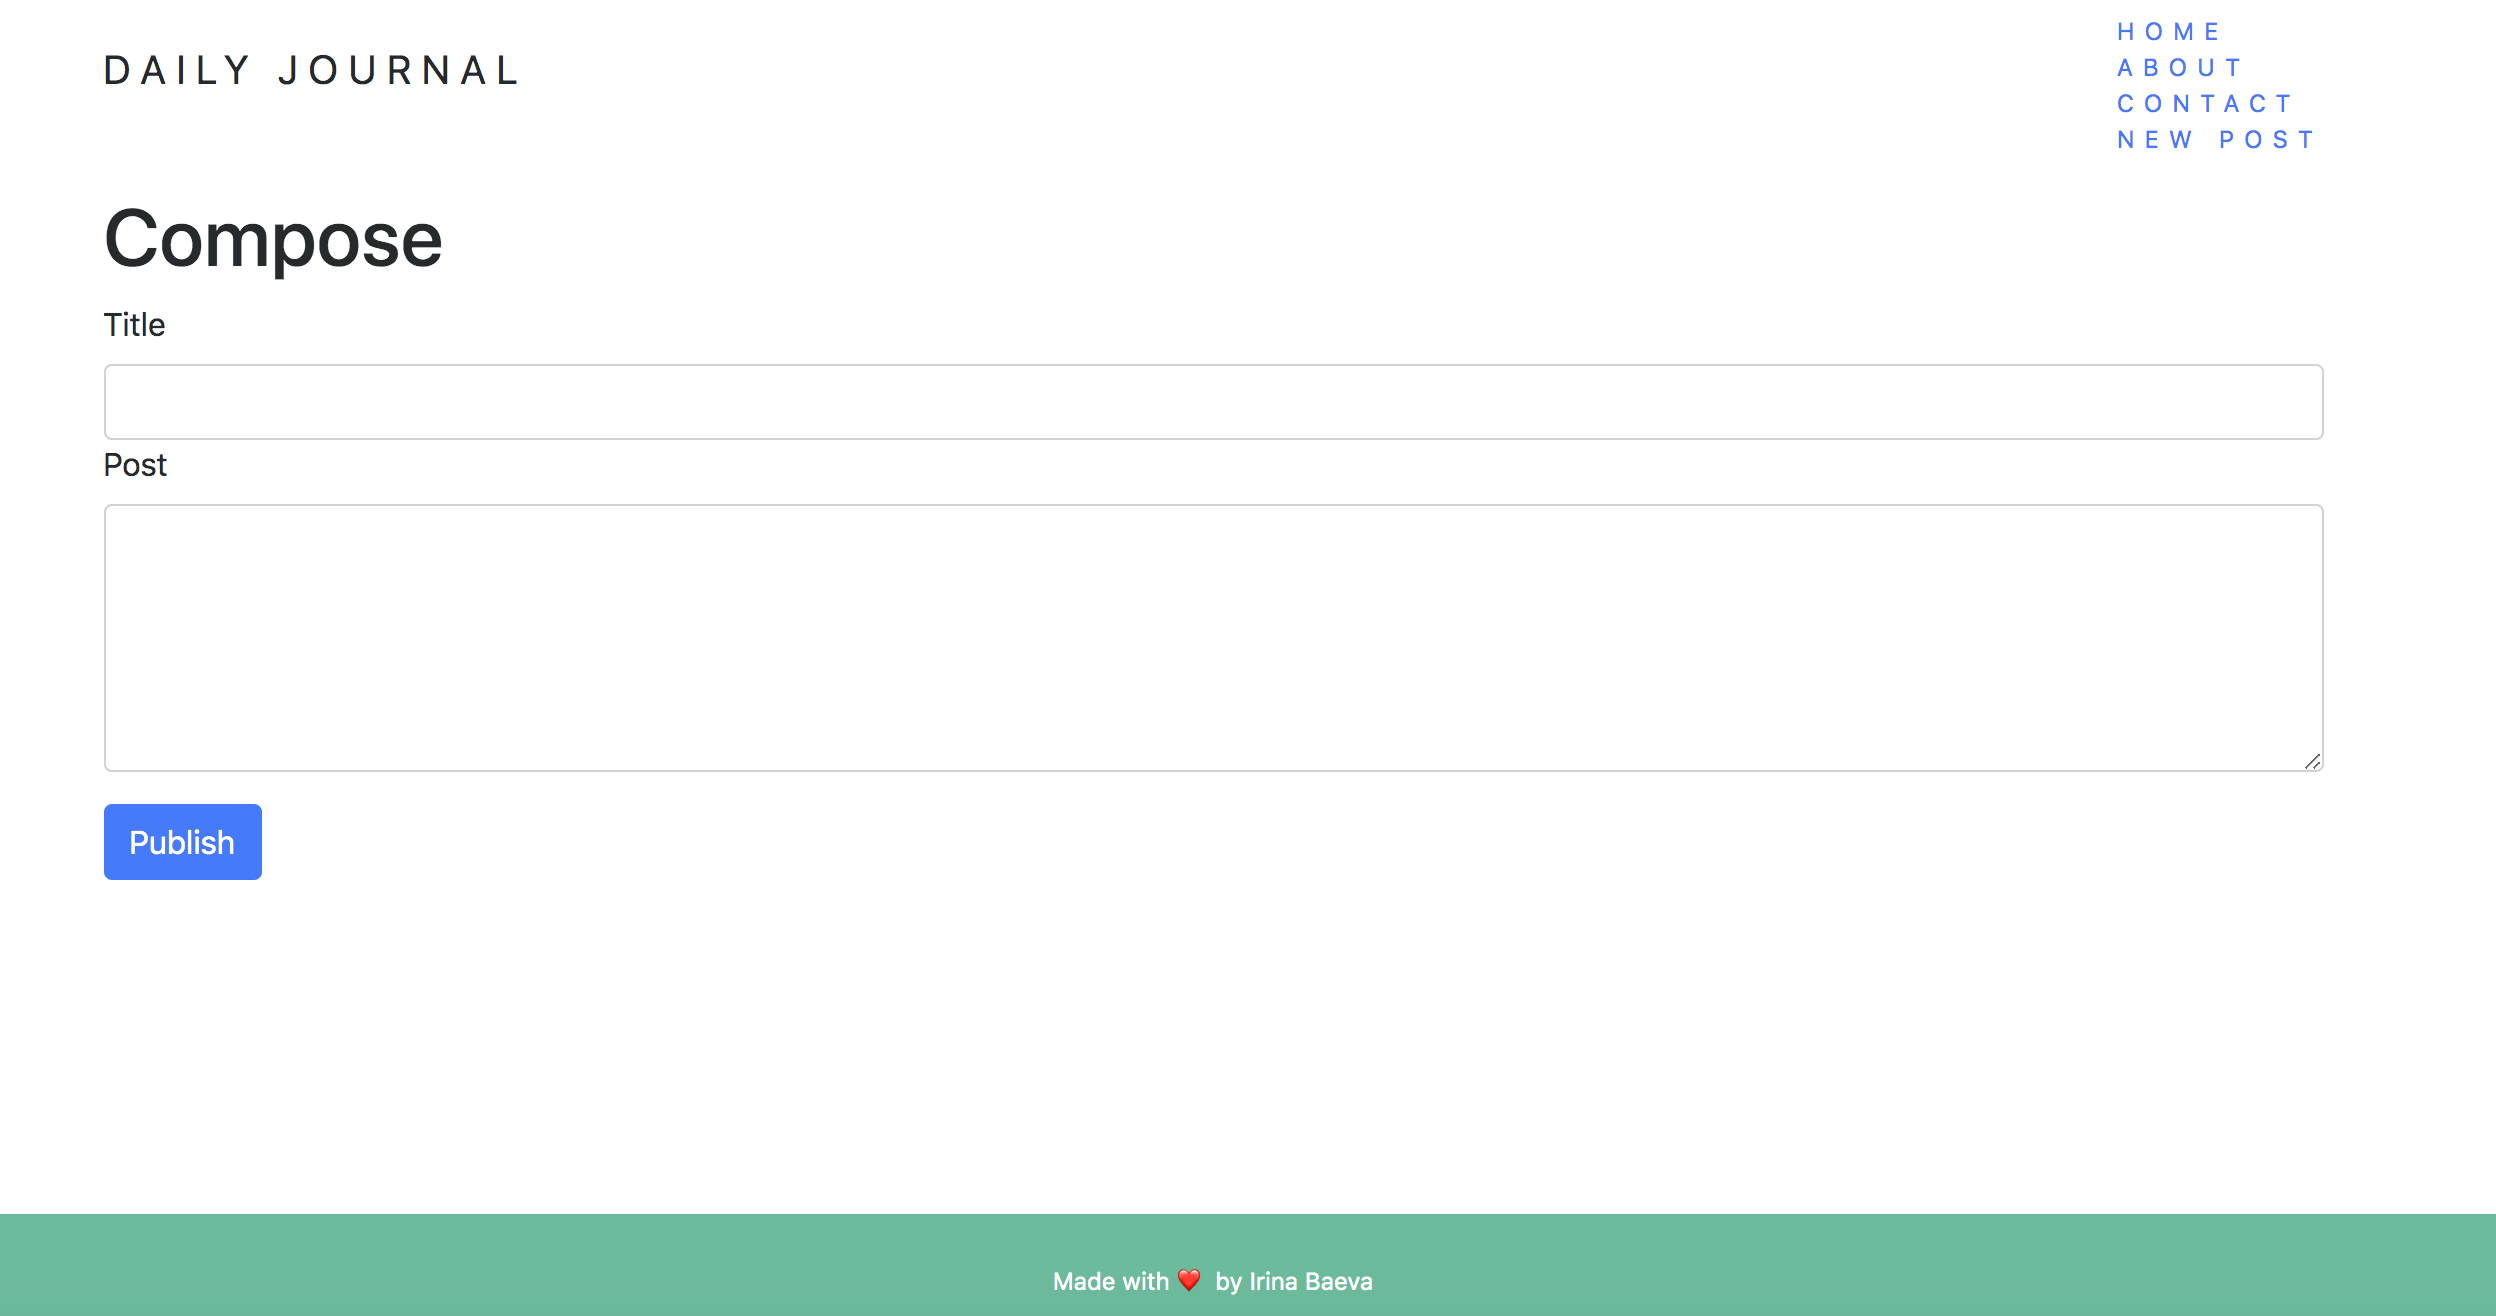 DAILY JOURNAL
HOME
ABOUT
CONTACT
NEW POST
Compose
Title
Post
Publish
Made with ❤️ by Irina Baeva